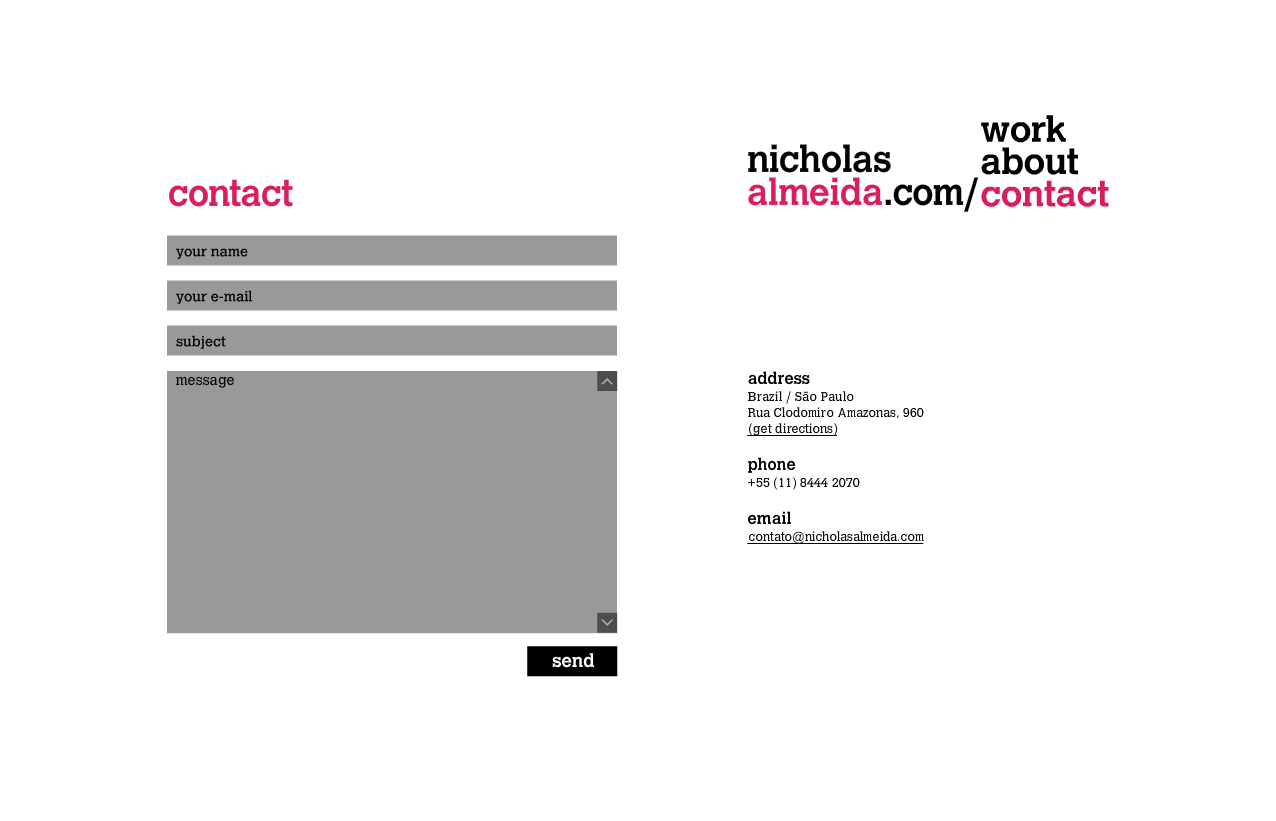 contact
your name
your e-mail
subject
message
send
nicholas
almeida.com/
work
about
contact
address
Brazil / São Paulo
Rua Clodomiro Amazonas, 960
(get directions)
phone
+55 (11) 8444 2070
email
contato@nicholasalmeida.com